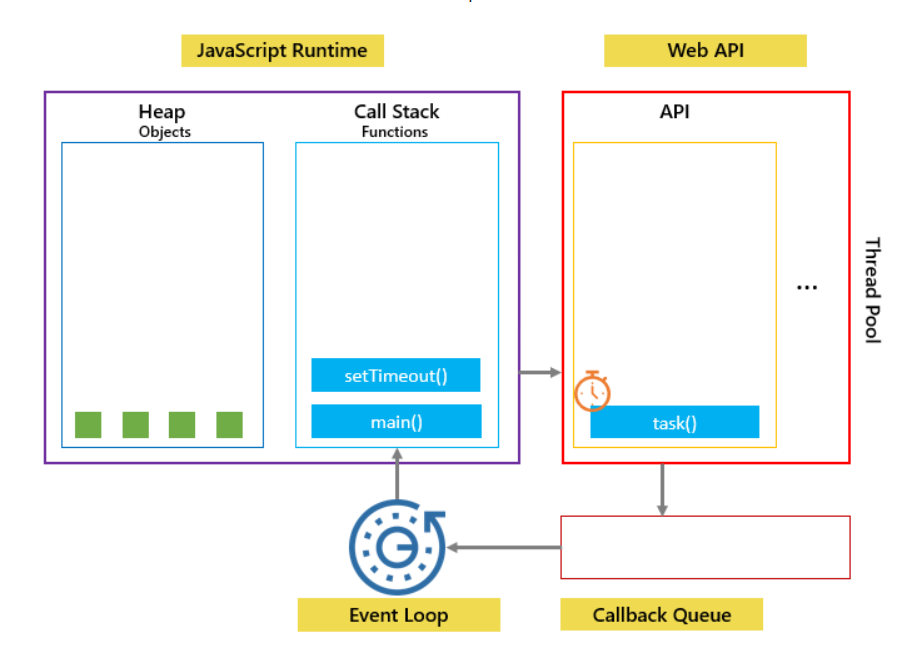 JavaScript Runtime
Web API
Heap
Objects
Call Stack
Functions
API
...
Thread Pool
setTimeout()
main()
task()
Event Loop
Callback Queue